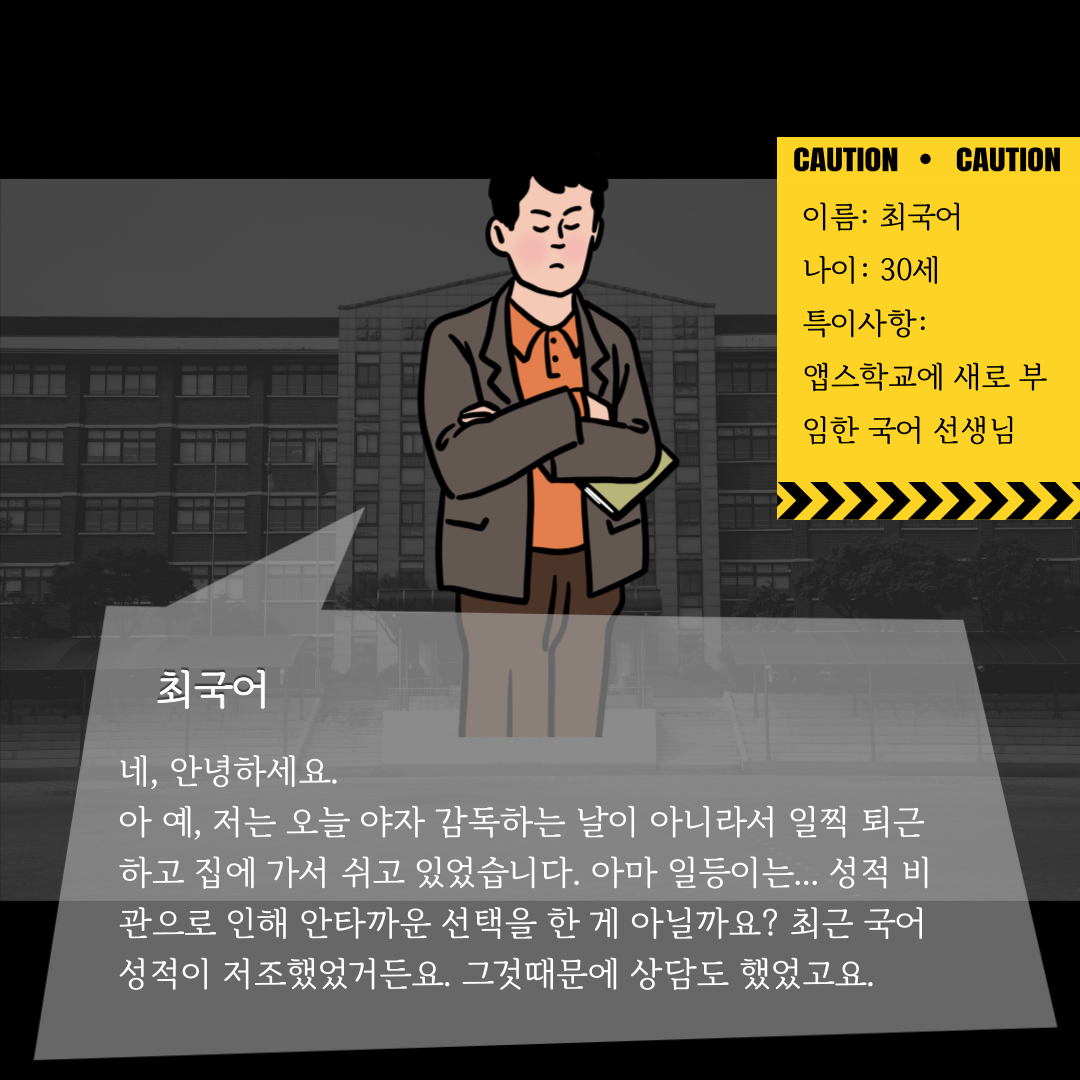 CAUTION • CAUTION
이름: 최국어
나이: 30세
특이사항:
앱스학교에 새로 부
임한 국어 선생님
최국어
네, 안녕하세요.
아 예, 저는 오늘 야자 감독하는 날이 아니라서 일찍 퇴근
하고 집에 가서 쉬고 있었습니다. 아마 일등이는... 성적 비
관으로 인해 안타까운 선택을 한 게 아닐까요? 최근 국어
성적이 저조했었거든요. 그것때문에 상담도 했었고요.